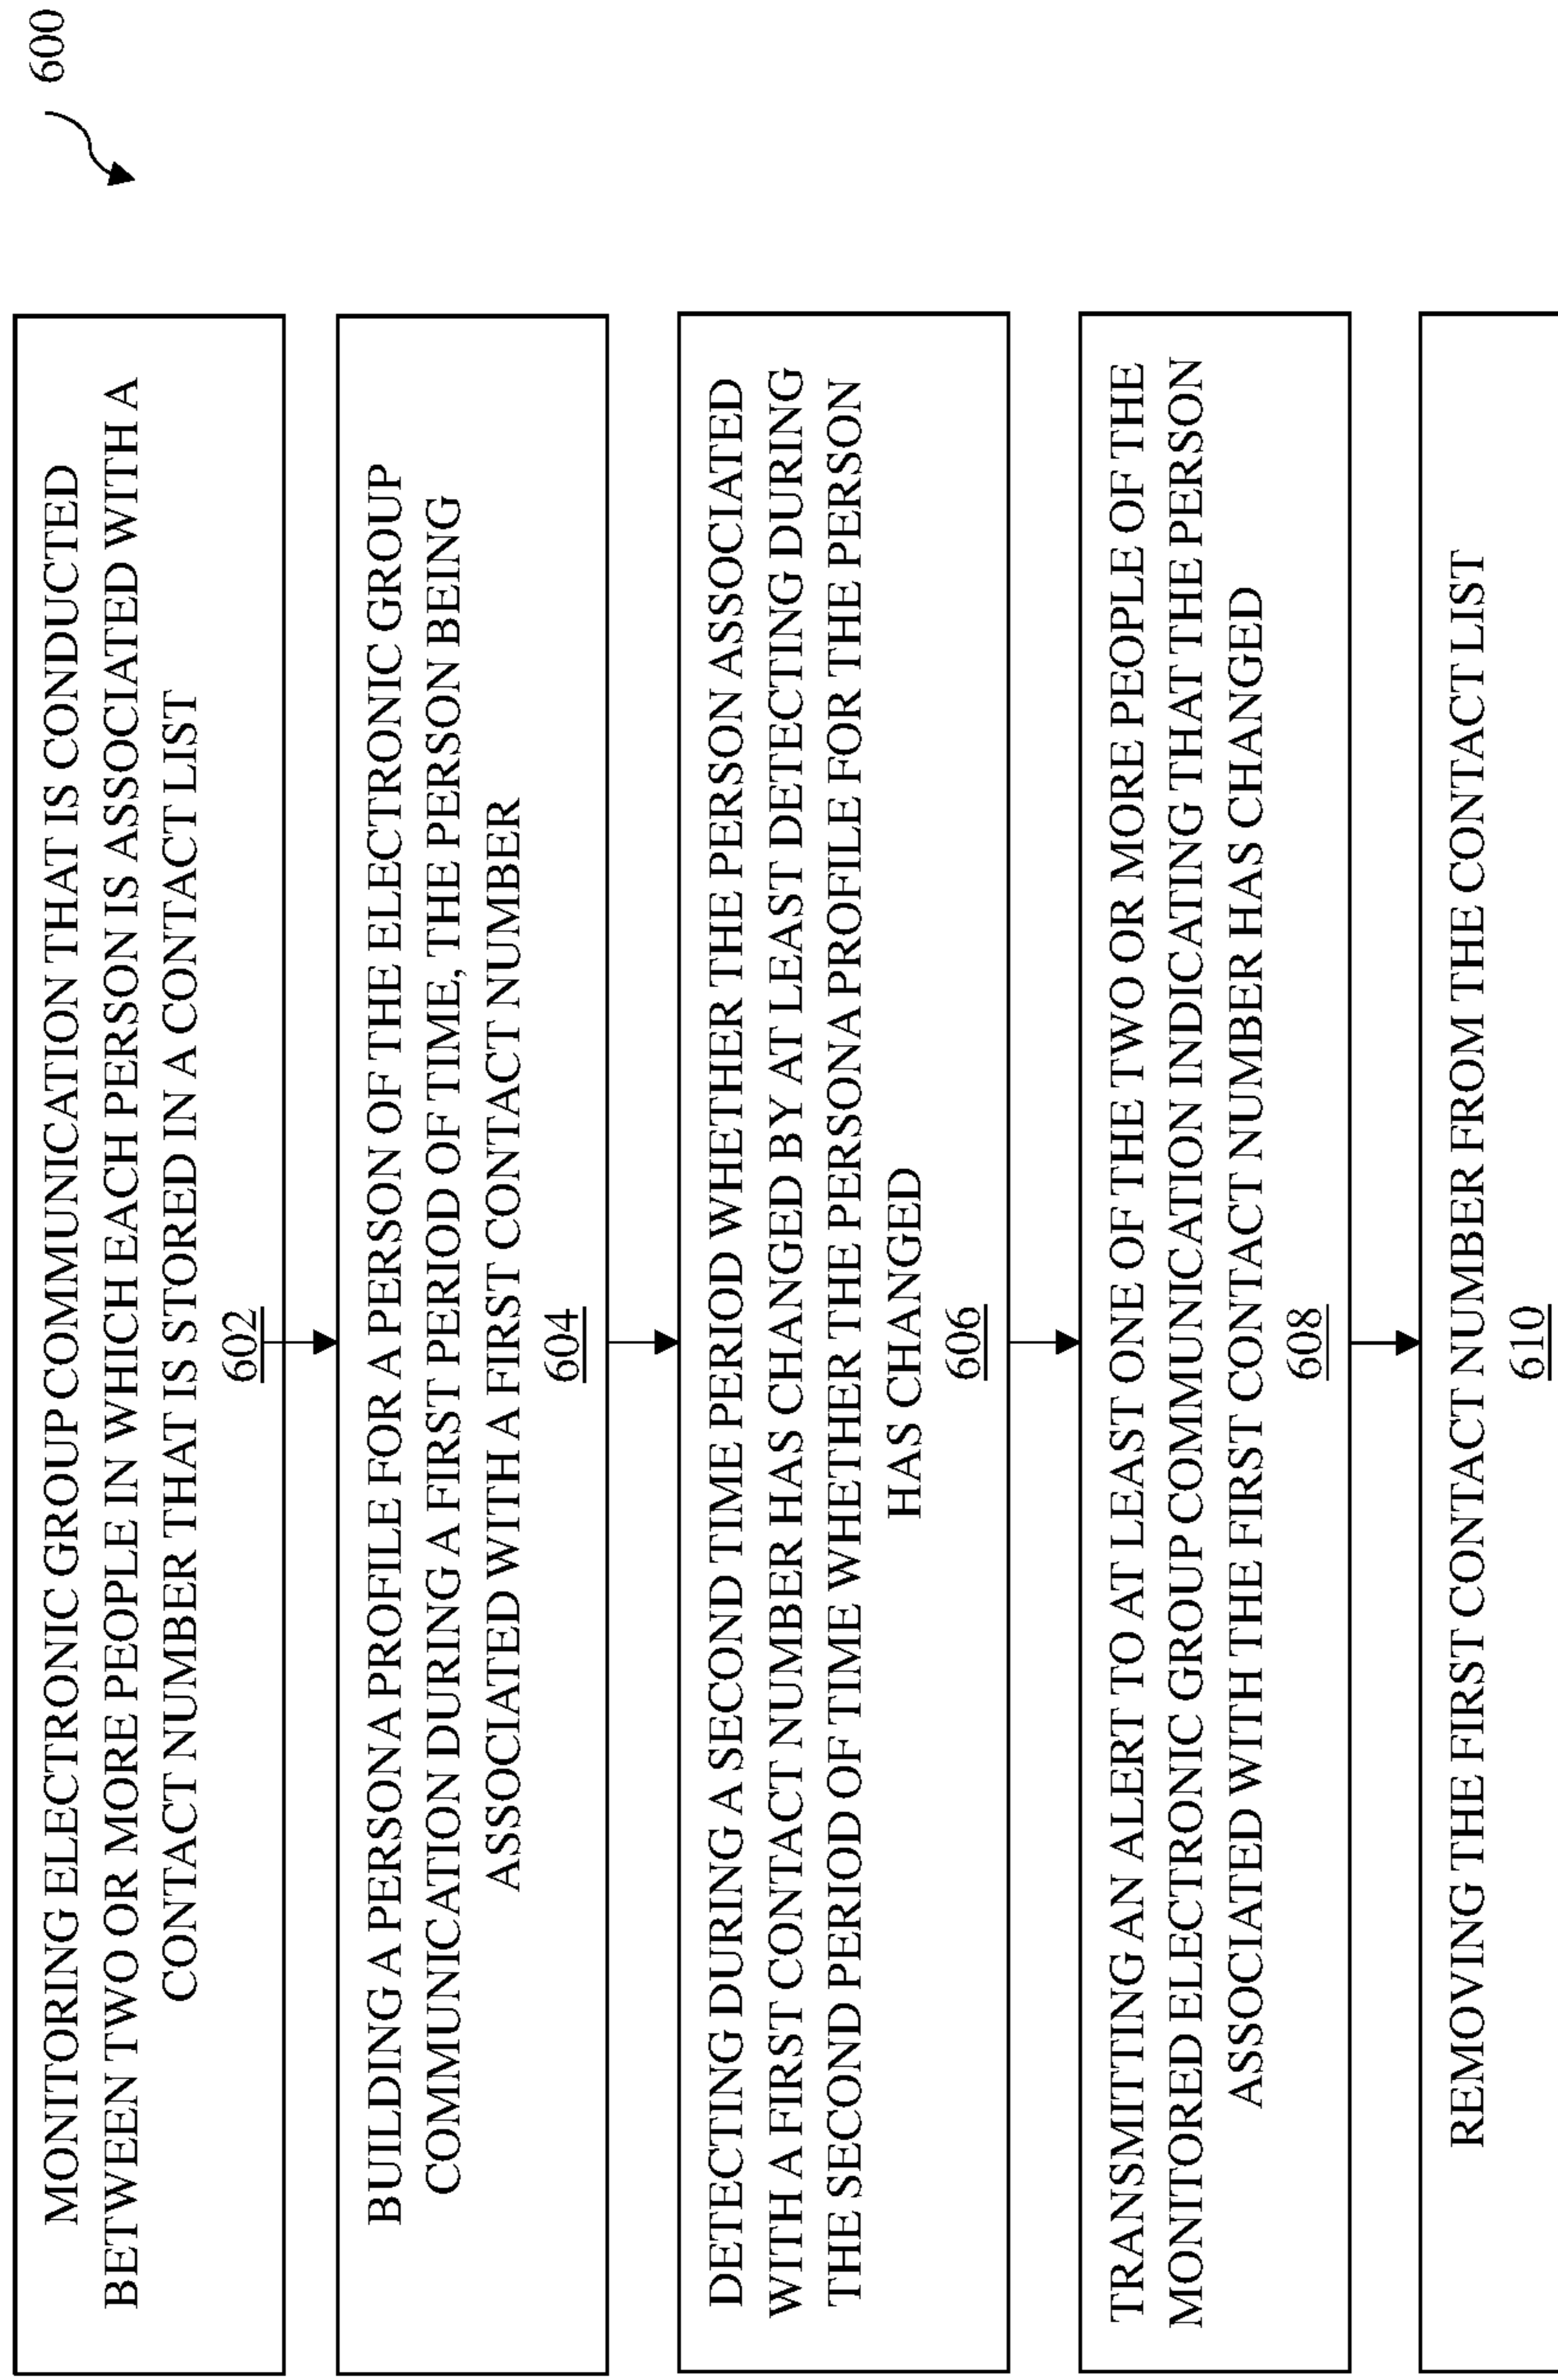 600
MONITORING ELECTRONIC GROUP COMMUNICATION THAT IS CONDUCTED
BETWEEN TWO OR MORE PEOPLE IN WHICH EACH PERSON IS ASSOCIATED WITH A
CONTACT NUMBER THAT IS STORED IN A CONTACT LIST
602
BUILDING A PERSONA PROFILE FOR A PERSON OF THE ELECTRONIC GROUP
COMMUNICATION DURING A FIRST PERIOD OF TIME, THE PERSON BEING
ASSOCIATED WITH A FIRST CONTACT NUMBER
604
DETECTING DURING A SECOND TIME PERIOD WHETHER THE PERSON ASSOCIATED
WITH A FIRST CONTACT NUMBER HAS CHANGED BY AT LEAST DETECTING DURING
THE SECOND PERIOD OF TIME WHETHER THE PERSONA PROFILE FOR THE PERSON
HAS CHANGED
606
TRANSMITTING AN ALERT TO AT LEAST ONE OF THE TWO OR MORE PEOPLE OF THE
MONITORED ELECTRONIC GROUP COMMUNICATION INDICATING THAT THE PERSON
ASSOCIATED WITH THE FIRST CONTACT NUMBER HAS CHANGED
608
REMOVING THE FIRST CONTACT NUMBER FROM THE CONTACT LIST
610